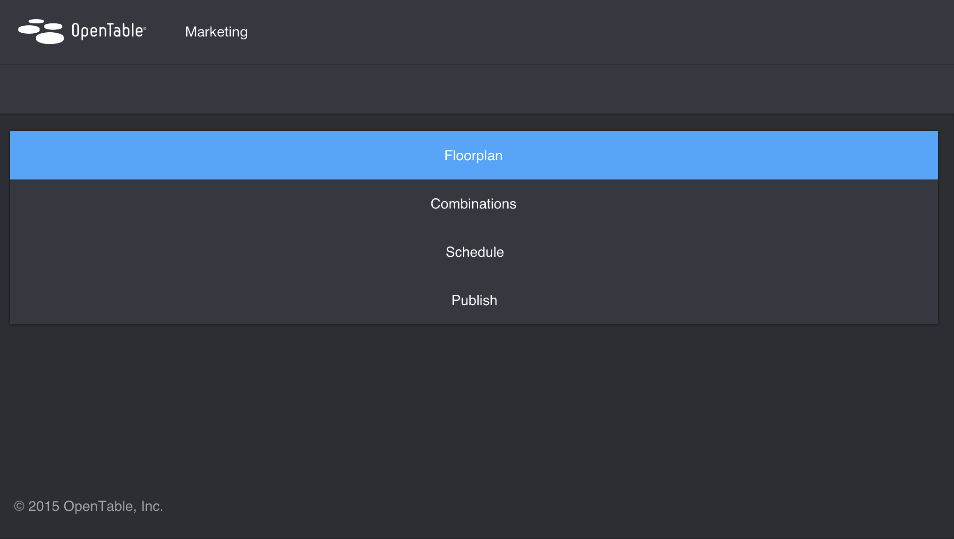 OpenTable® Marketing
Floorplan
Combinations
Schedule
Publish
© 2015 OpenTable, Inc.